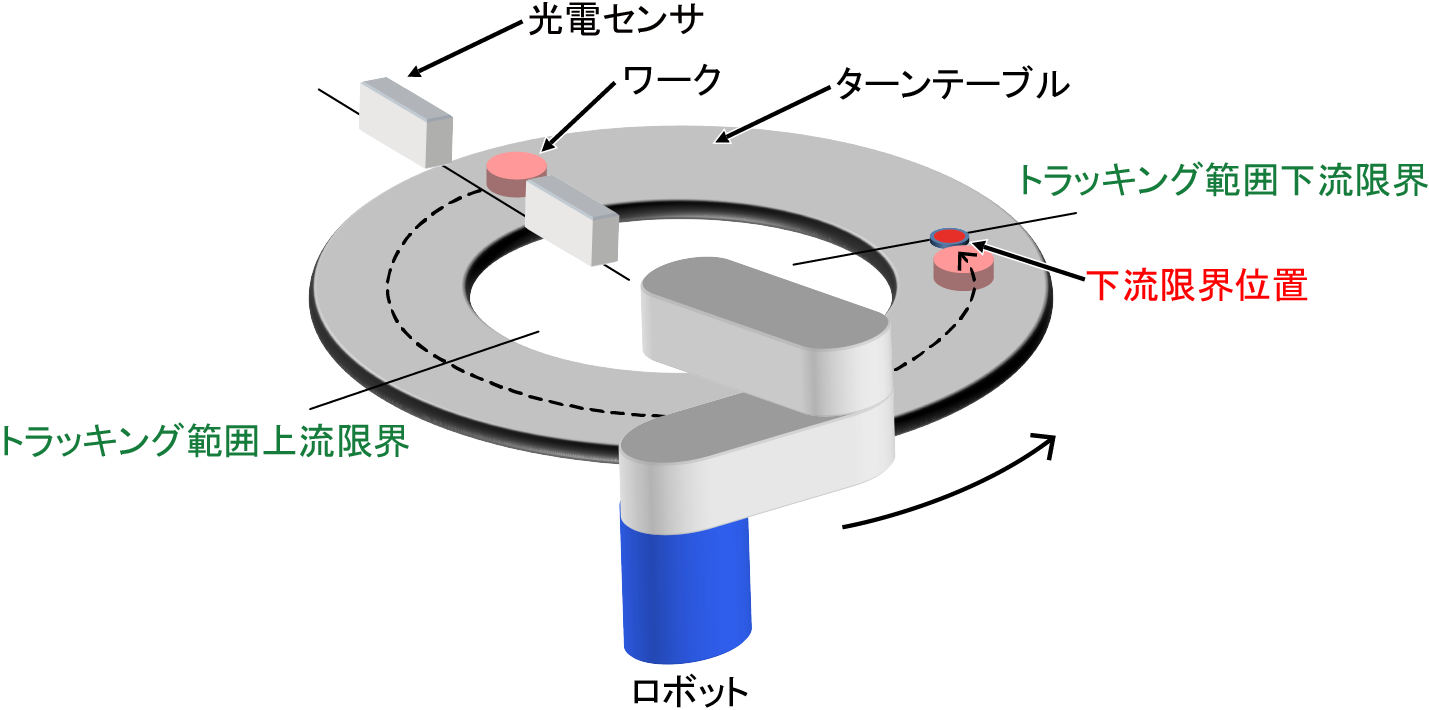 光電センサ
ワーク
ターンテーブル
トラッキング範囲下流限界
下流限界位置
トラッキング範囲上流限界
ロボット